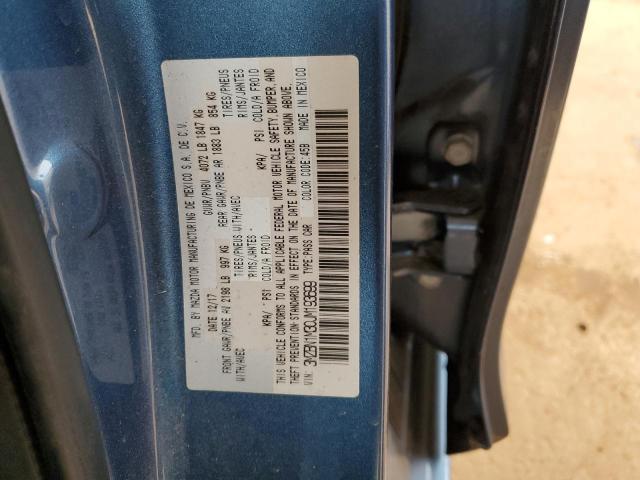 MFD. BY MAZDA MOTOR MANUFACTURING DE MEXICO S.A. DE C.V.
DATE 12/17 GVWR/PNBV 4072 LB 1847 KG
FRONT GAWR/PNBE AV 2198 LB 997 KG REAR GAWR/PNBE AR 1883 LB 854 KG
WITH/AVEC TIRES/PNEUS WITH/AVEC TIRES/PNEUS
RIMS/JANTES RIMS/JANTES
KPA/ PSI COLD/A FROID KPA/ PSI COLD/A FROID
THIS VEHICLE CONFORMS TO ALL APPLICABLE FEDERAL MOTOR VEHICLE SAFETY, BUMPER, AND
THEFT PREVENTION STANDARDS IN EFFECT ON THE DATE OF MANUFACTURE SHOWN ABOVE.
VIN: 3MZBN1M30JM193699 TYPE:PASS CAR COLOR CODE:45B MADE IN MEXICO